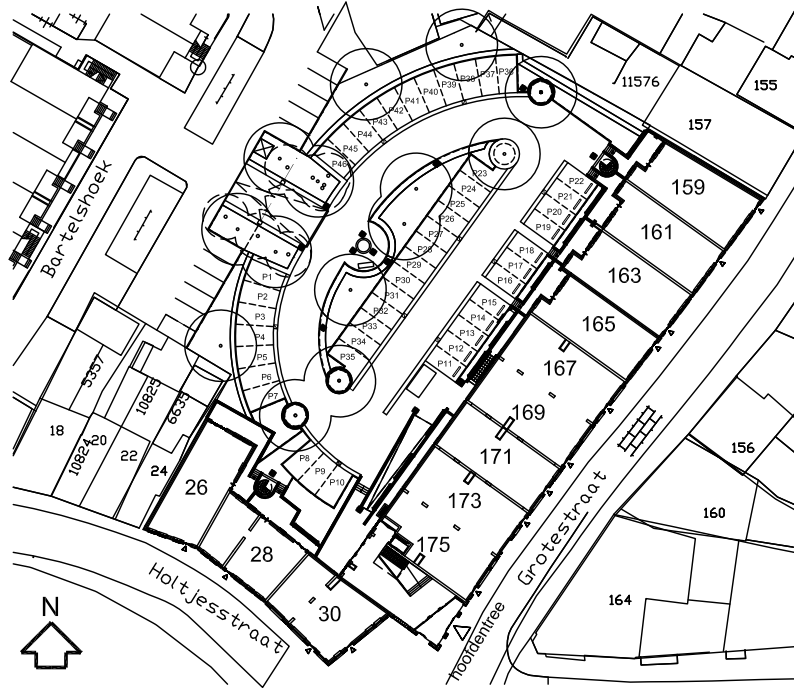 P36
P37
P38
P39
P40
P41
P42
P43
P44
P45
P46
11576
155
157
159
161
163
165
167
169
171
173
175
P22
P21
P20
P19
P18
P17
P16
P15
P14
P13
P12
P11
P23
P24
P25
P26
P27
P28
P29
P30
P31
P32
P33
P34
P35
P1
P2
P3
P4
P5
P6
P7
P8
P9
P10
Bartelshoek
5357
10825
6635
18
20
10824
22
24
26
28
30
Holtjesstraat
Grotestraat
hoofdentree
156
160
164
N